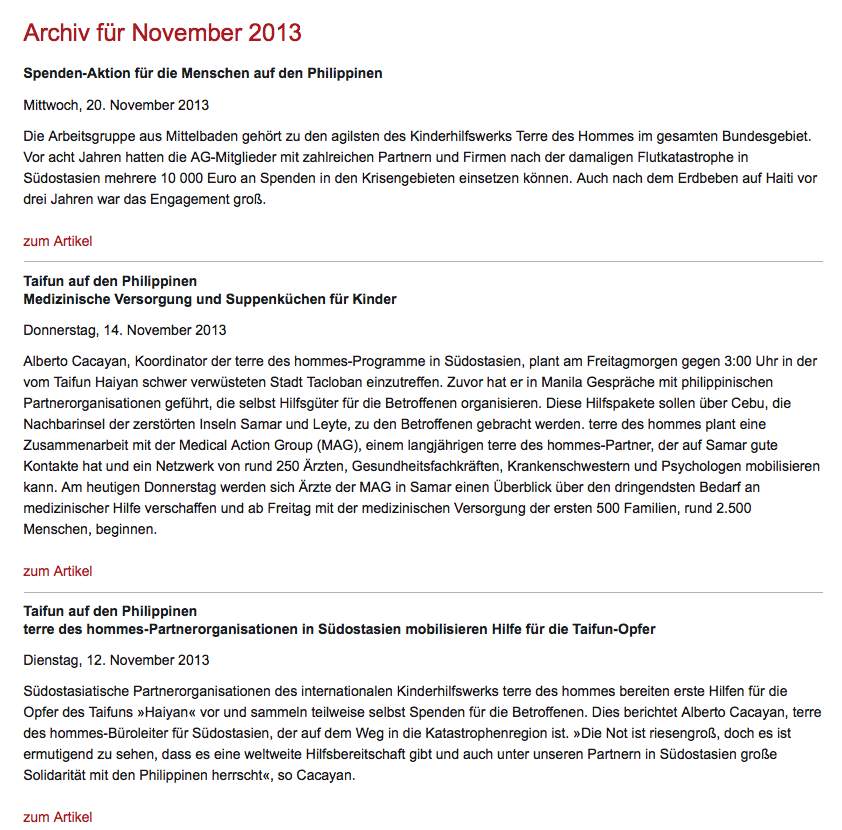 Archiv für November 2013
Spenden-Aktion für die Menschen auf den Philippinen
Mittwoch, 20. November 2013
Die Arbeitsgruppe aus Mittelbaden gehört zu den agilsten des Kinderhilfswerks Terre des Hommes im gesamten Bundesgebiet.
Vor acht Jahren hatten die AG-Mitglieder mit zahlreichen Partnern und Firmen nach der damaligen Flutkatastrophe in
Südostasien mehrere 10 000 Euro an Spenden in den Krisengebieten einsetzen können. Auch nach dem Erdbeben auf Haiti vor
drei Jahren war das Engagement groß.
zum Artikel
Taifun auf den Philippinen
Medizinische Versorgung und Suppenküchen für Kinder
Donnerstag, 14. November 2013
Alberto Cacayan, Koordinator der terre des hommes-Programme in Südostasien, plant am Freitagmorgen gegen 3:00 Uhr in der
vom Taifun Haiyan schwer verwüsteten Stadt Tacloban einzutreffen. Zuvor hat er in Manila Gespräche mit philippinischen
Partnerorganisationen geführt, die selbst Hilfsgüter für die Betroffenen organisieren. Diese Hilfspakete sollen über Cebu, die
Nachbarinsel der zerstörten Inseln Samar und Leyte, zu den Betroffenen gebracht werden. terre des hommes plant eine
Zusammenarbeit mit der Medical Action Group (MAG), einem langjährigen terre des hommes-Partner, der auf Samar gute
Kontakte hat und ein Netzwerk von rund 250 Ärzten, Gesundheitsfachkräften, Krankenschwestern und Psychologen mobilisieren
kann. Am heutigen Donnerstag werden sich Ärzte der MAG in Samar einen Überblick über den dringendsten Bedarf an
medizinischer Hilfe verschaffen und ab Freitag mit der medizinischen Versorgung der ersten 500 Familien, rund 2.500
Menschen, beginnen.
zum Artikel
Taifun auf den Philippinen
terre des hommes-Partnerorganisationen in Südostasien mobilisieren Hilfe für die Taifun-Opfer
Dienstag, 12. November 2013
Südostasiatische Partnerorganisationen des internationalen Kinderhilfswerks terre des hommes bereiten erste Hilfen für die
Opfer des Taifuns »Haiyan« vor und sammeln teilweise selbst Spenden für die Betroffenen. Dies berichtet Alberto Cacayan, terre
des hommes-Büroleiter für Südostasien, der auf dem Weg in die Katastrophenregion ist. »Die Not ist riesengroß, doch es ist
ermutigend zu sehen, dass es eine weltweite Hilfsbereitschaft gibt und auch unter unseren Partnern in Südostasien große
Solidarität mit den Philippinen herrscht«, so Cacayan.
zum Artikel